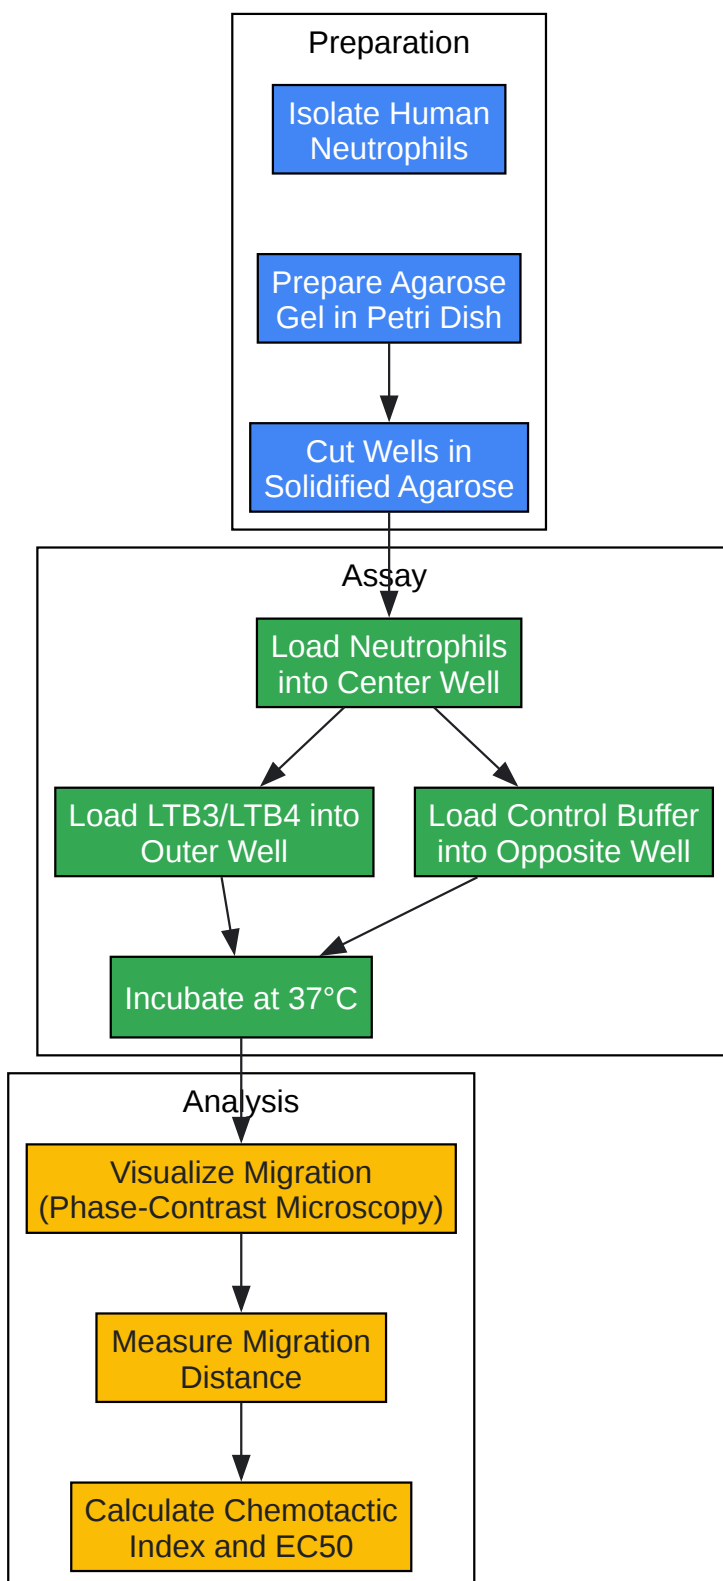 Preparation
Isolate Human
Neutrophils
Prepare Agarose
Gel in Petri Dish
Cut Wells in
Solidified Agarose
Assay
Load Neutrophils
into Center Well
Load LTB3/LTB4 into
Outer Well
Load Control Buffer
into Opposite Well
Incubate at 37°C
Analysis
Visualize Migration
(Phase-Contrast Microscopy)
Measure Migration
Distance
Calculate Chemotactic
Index and EC50